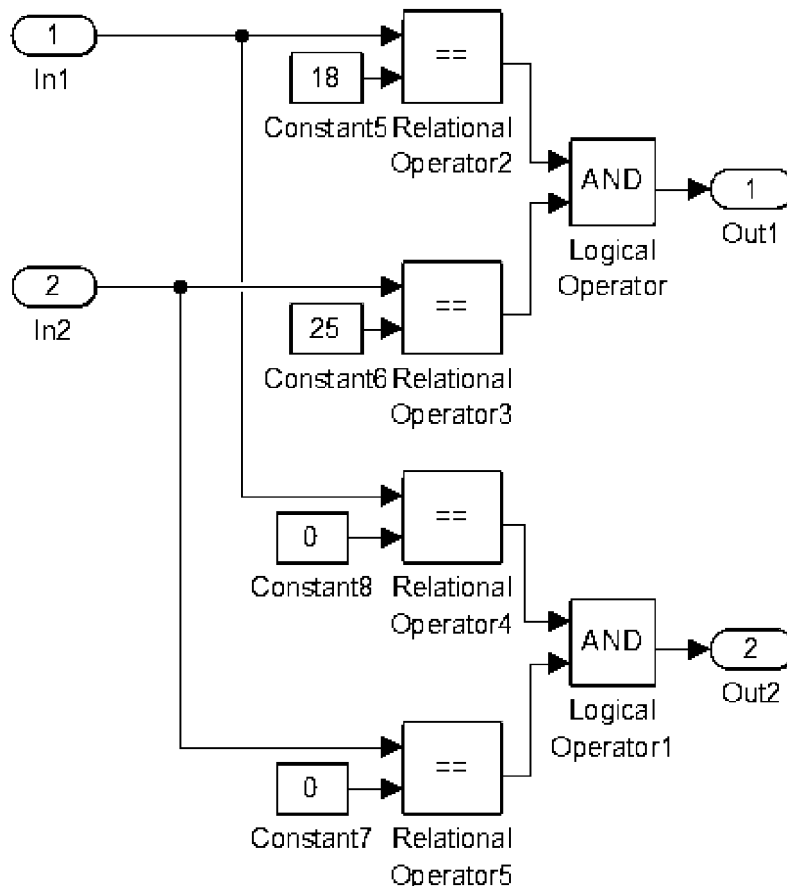 1
In1
==
18
Constant5
Relational
Operator2
AND
Logical
Operator
1
Out1
2
In2
==
25
Constant6
Relational
Operator3
==
0
Constant8
Relational
Operator4
AND
Logical
Operator1
2
Out2
==
0
Constant7
Relational
Operator5